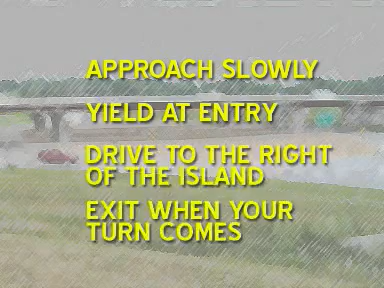 APPROACH SLOWLY
YIELD AT ENTRY
DRIVE TO THE RIGHT
OF THE ISLAND
EXIT WHEN YOUR
TURN COMES